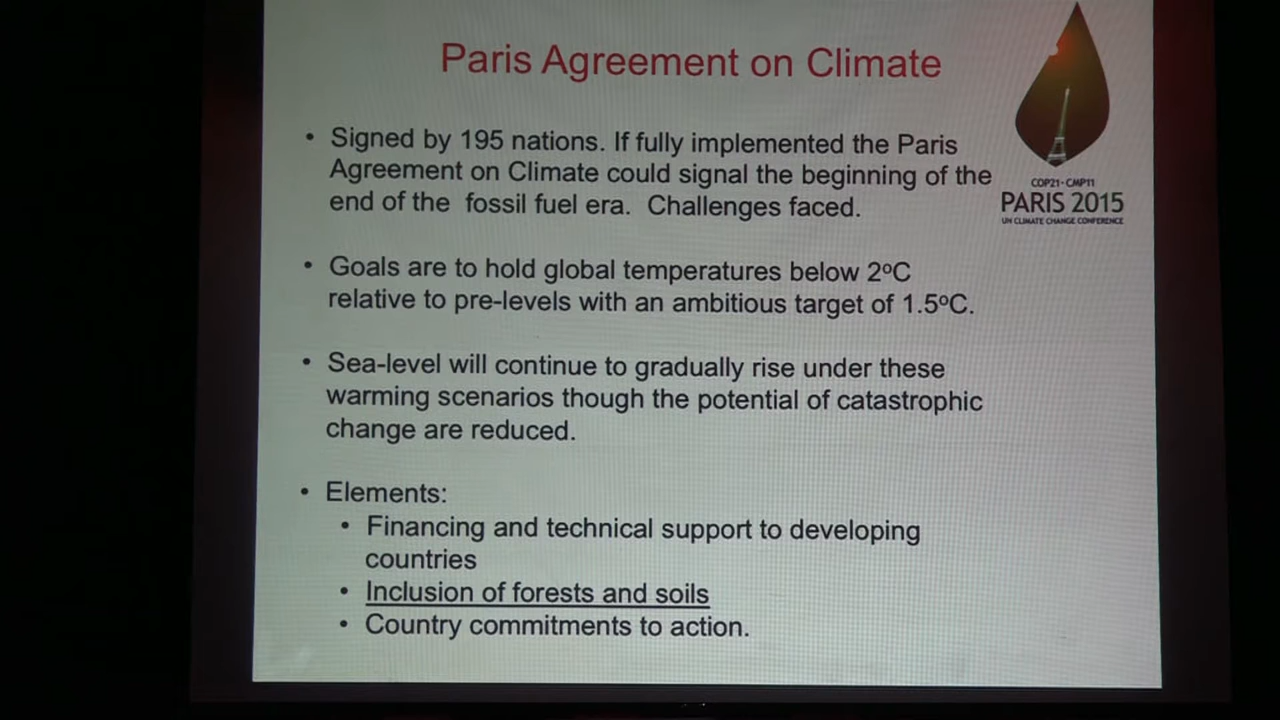 Paris Agreement on Climate
• Signed by 195 nations. If fully implemented the Paris
Agreement on Climate could signal the beginning of the
end of the fossil fuel era. Challenges faced.
• Goals are to hold global temperatures below 2ºC
relative to pre-levels with an ambitious target of 1.5ºC.
• Sea-level will continue to gradually rise under these
warming scenarios though the potential of catastrophic
change are reduced.
• Elements:
• Financing and technical support to developing
countries
• Inclusion of forests and soils
• Country commitments to action.
COP21·CMP11
PARIS 2015
UN CLIMATE CHANGE CONFERENCE